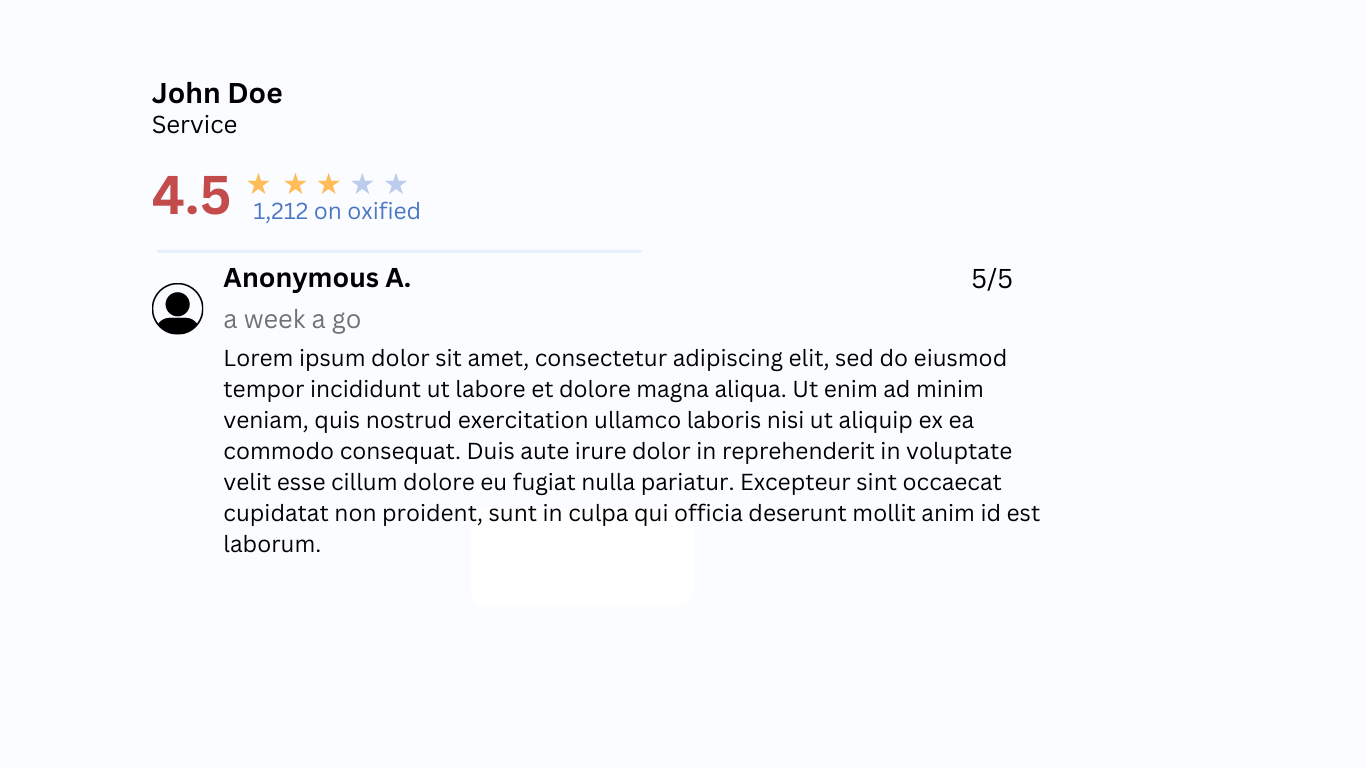 John Doe
Service
4.5
1,212 on oxified
Anonymous A.
5/5
a week a go
Lorem ipsum dolor sit amet, consectetur adipiscing elit, sed do eiusmod
tempor incididunt ut labore et dolore magna aliqua. Ut enim ad minim
veniam, quis nostrud exercitation ullamco laboris nisi ut aliquip ex ea
commodo consequat. Duis aute irure dolor in reprehenderit in voluptate
velit esse cillum dolore eu fugiat nulla pariatur. Excepteur sint occaecat
cupidatat non proident, sunt in culpa qui officia deserunt mollit anim id est
laborum.